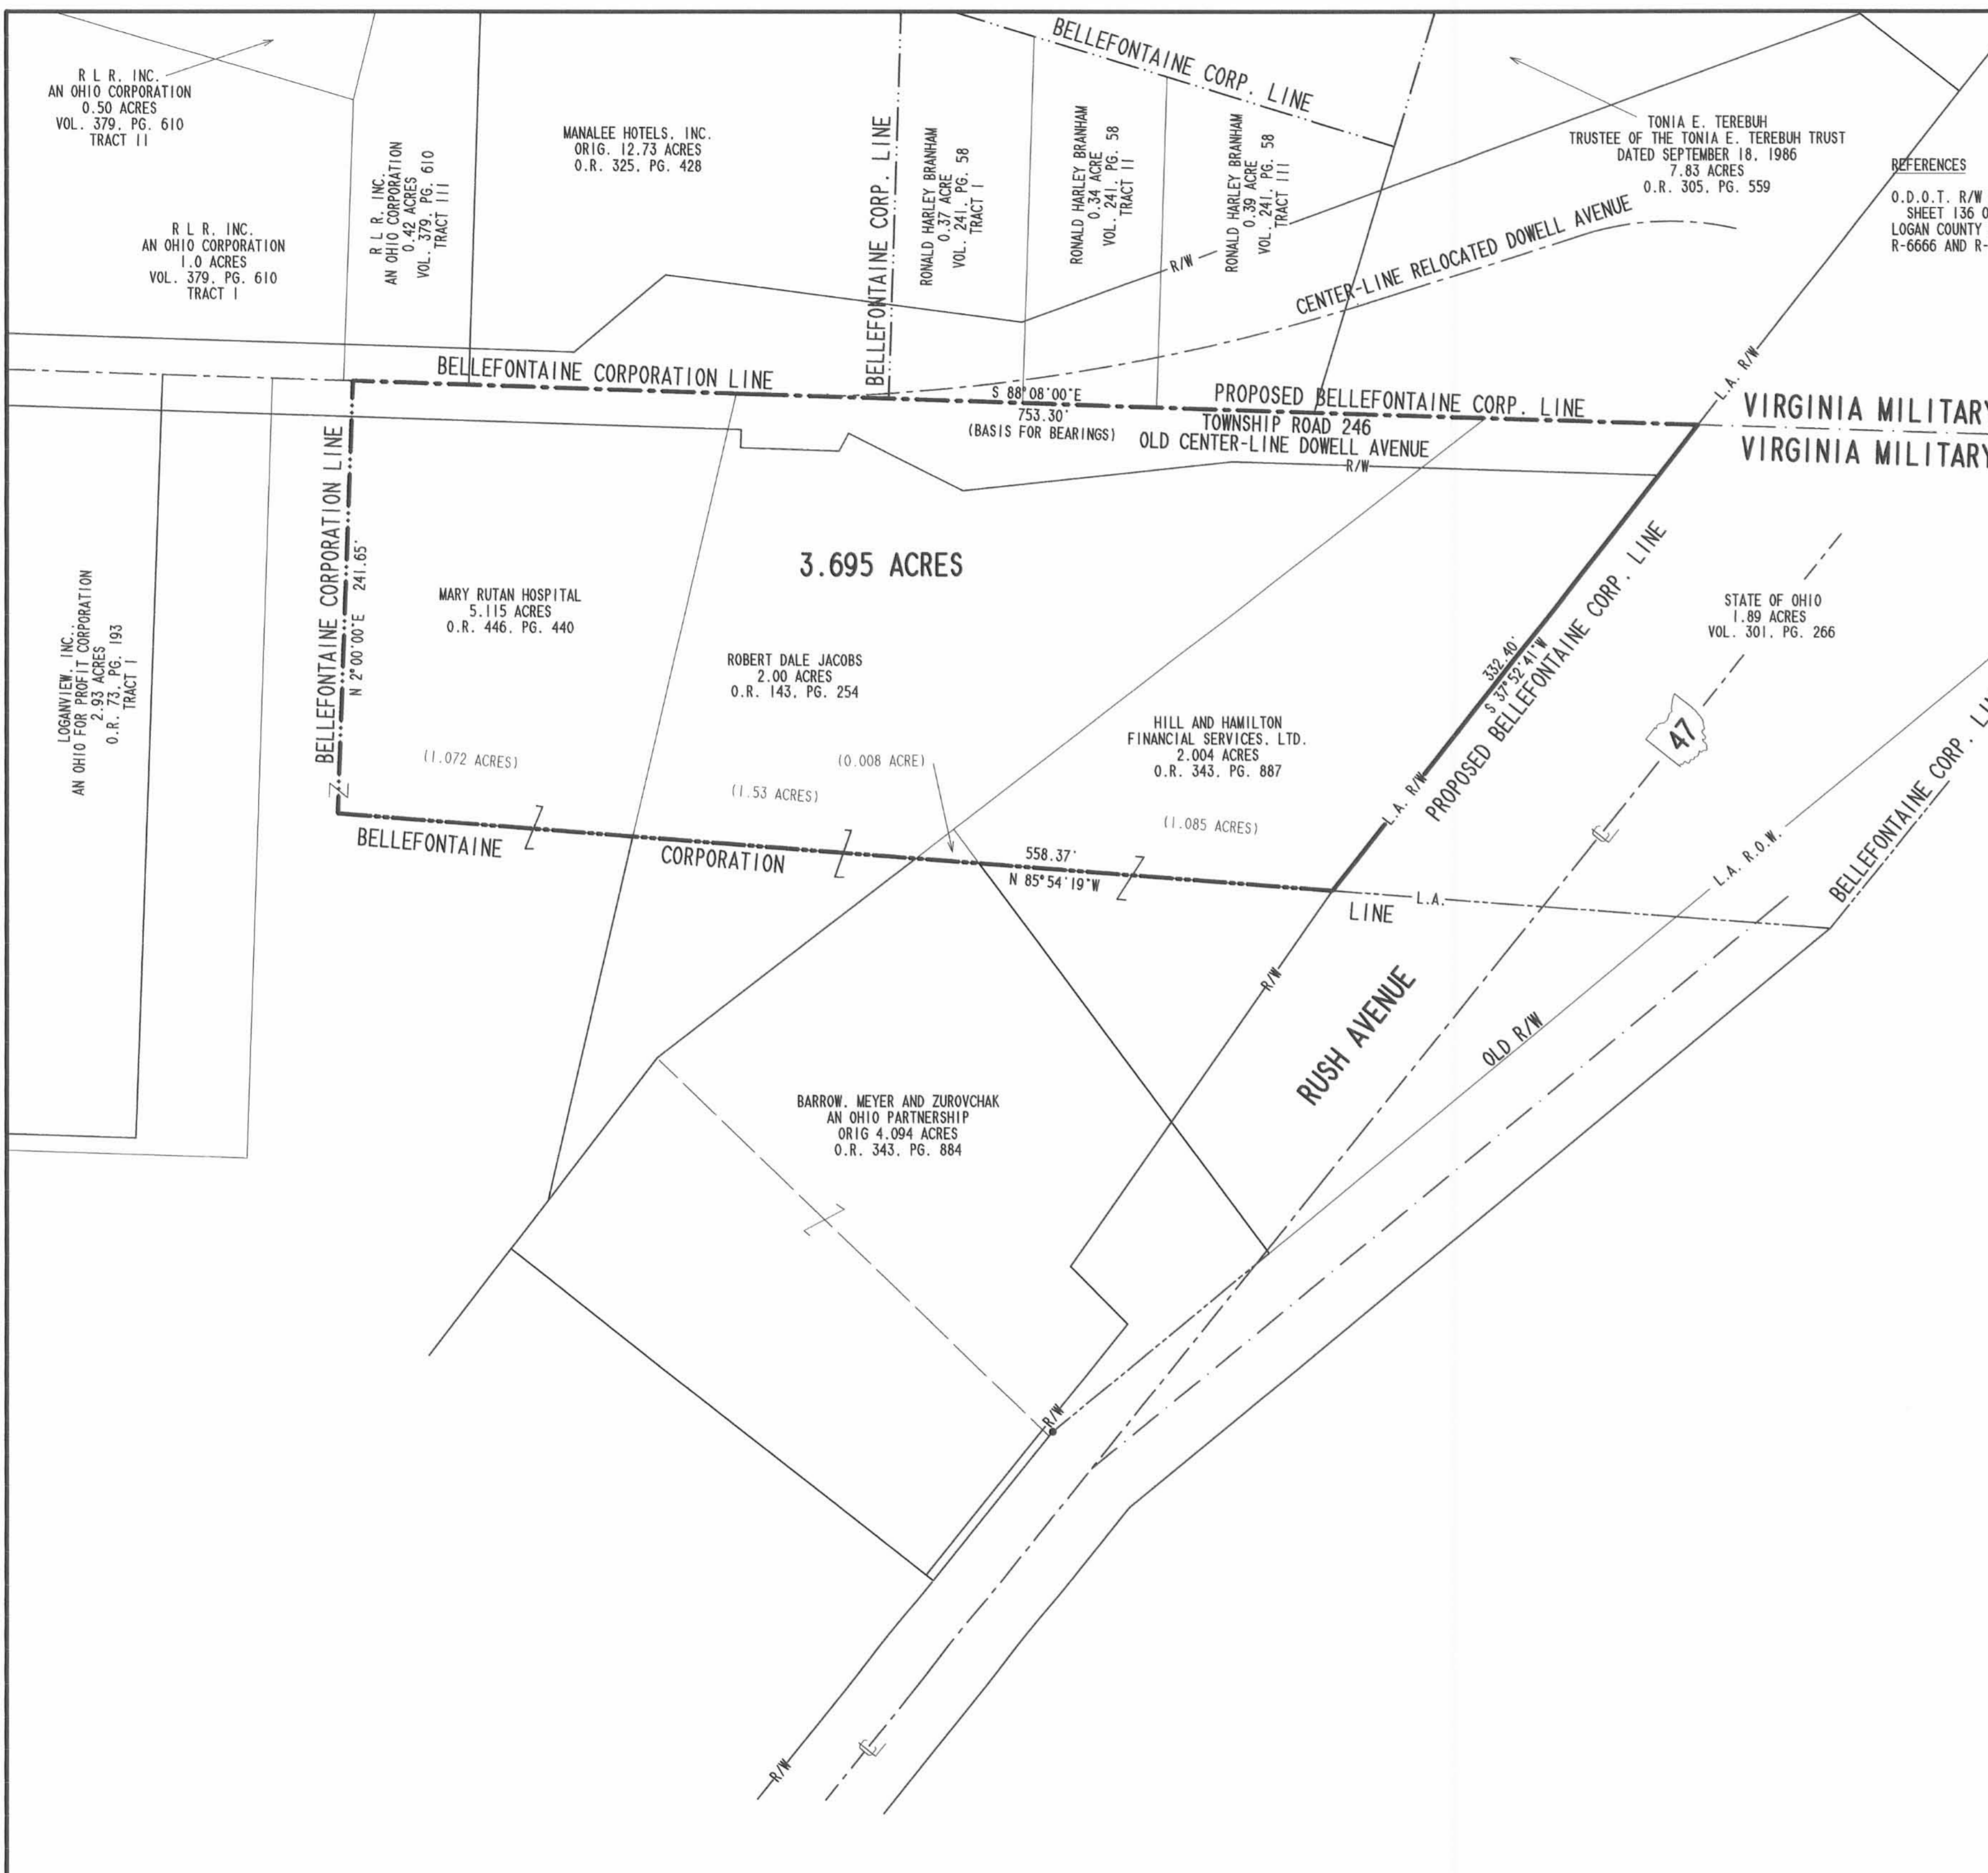 R L R. INC.
AN OHIO CORPORATION
0.50 ACRES
VOL. 379. PG. 610
TRACT II
R L R. INC.
AN OHIO CORPORATION
1.0 ACRES
VOL. 379. PG. 610
TRACT I
R L R. INC.
AN OHIO CORPORATION
0.42 ACRES
VOL. 379. PG. 610
TRACT III
MANALEE HOTELS. INC.
ORIG. 12.73 ACRES
O.R. 325. PG. 428
BELLEFONTAINE CORP. LINE
RONALD HARLEY BRANHAM
0.37 ACRE
VOL. 241. PG. 58
TRACT I
BELLEFONTAINE CORP. LINE
RONALD HARLEY BRANHAM
0.34 ACRE
VOL. 241. PG. 58
TRACT II
RONALD HARLEY BRANHAM
0.39 ACRE
VOL. 241. PG. 58
TRACT III
R/W
CENTER-LINE RELOCATED DOWELL AVENUE
TONIA E. TEREBUH
TRUSTEE OF THE TONIA E. TEREBUH TRUST
DATED SEPTEMBER 18. 1986
7.83 ACRES
O.R. 305. PG. 559
REFERENCES
O.D.O.T. R/W
SHEET 136 O
LOGAN COUNTY
R-6666 AND R-
L.A. R/W
VIRGINIA MILITARY
VIRGINIA MILITARY
BELLEFONTAINE CORPORATION LINE
S 88°08'00"E
753.30'
(BASIS FOR BEARINGS)
PROPOSED BELLEFONTAINE CORP. LINE
TOWNSHIP ROAD 246
OLD CENTER-LINE DOWELL AVENUE
R/W
BELLEFONTAINE CORPORATION LINE
N 2°00'00"E 241.65'
LOGANVIEW. INC..
AN OHIO FOR PROFIT CORPORATION
2.93 ACRES
O.R. 73. PG. 193
TRACT I
3.695 ACRES
MARY RUTAN HOSPITAL
5.115 ACRES
O.R. 446. PG. 440
(1.072 ACRES)
ROBERT DALE JACOBS
2.00 ACRES
O.R. 143. PG. 254
(1.53 ACRES)
(0.008 ACRE)
HILL AND HAMILTON
FINANCIAL SERVICES. LTD.
2.004 ACRES
O.R. 343. PG. 887
(1.085 ACRES)
332.40'
S 37°52'41"W
L.A. R/W
PROPOSED BELLEFONTAINE CORP. LINE
STATE OF OHIO
1.89 ACRES
VOL. 301. PG. 266
47
BELLEFONTAINE CORP. LI
L.A. R.O.W.
BELLEFONTAINE
CORPORATION
558.37'
N 85°54'19"W
LINE
L.A.
R/W
RUSH AVENUE
OLD R/W
BARROW. MEYER AND ZUROVCHAK
AN OHIO PARTNERSHIP
ORIG 4.094 ACRES
O.R. 343. PG. 884
R/W
R/W